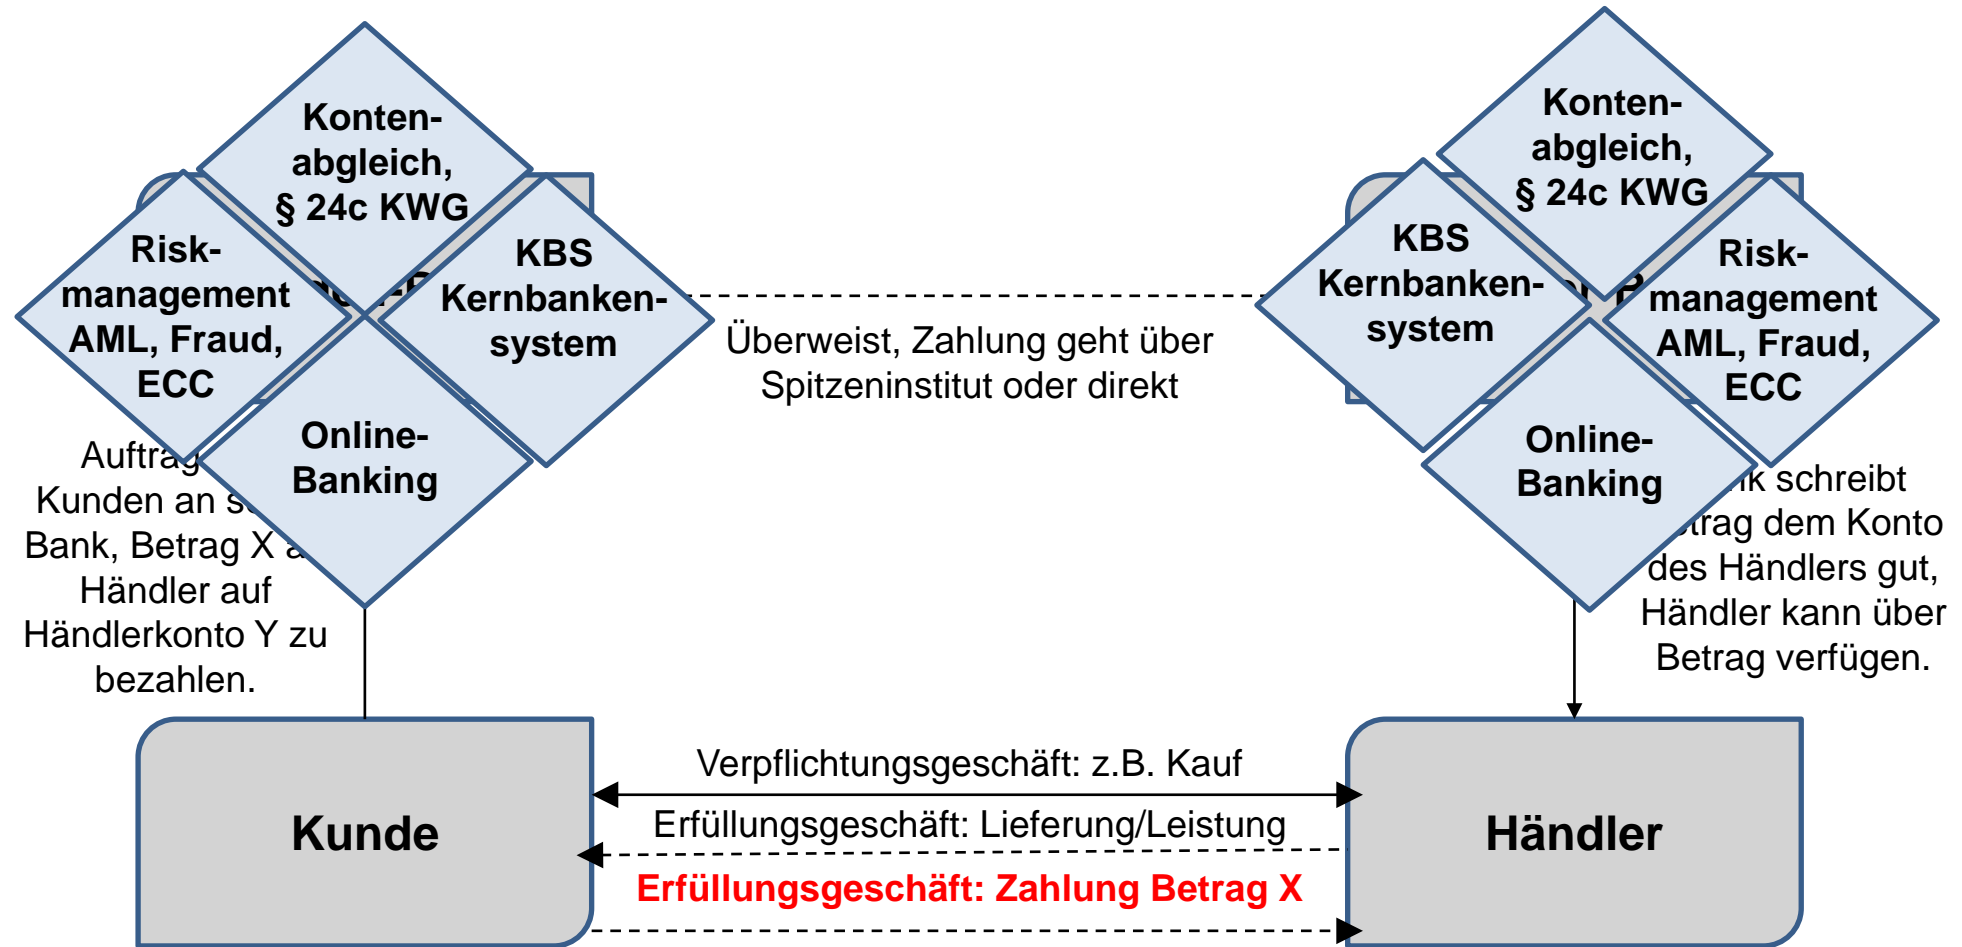 Konten-
abgleich,
§ 24c KWG
Risk-
management
AML, Fraud,
ECC
KBS
Kernbanken-
system
Online-
Banking
Konten-
abgleich,
§ 24c KWG
KBS
Kernbanken-
system
Risk-
management
AML, Fraud,
ECC
Online-
Banking
Überweist, Zahlung geht über
Spitzeninstitut oder direkt
Auftrag
Kunden an
Bank, Betrag X
Händler auf
Händlerkonto Y zu
bezahlen.
schreibt
dem Konto
des Händlers gut,
Händler kann über
Betrag verfügen.
Kunde
Verpflichtungsgeschäft: z.B. Kauf
Erfüllungsgeschäft: Lieferung/Leistung
Erfüllungsgeschäft: Zahlung Betrag X
Händler